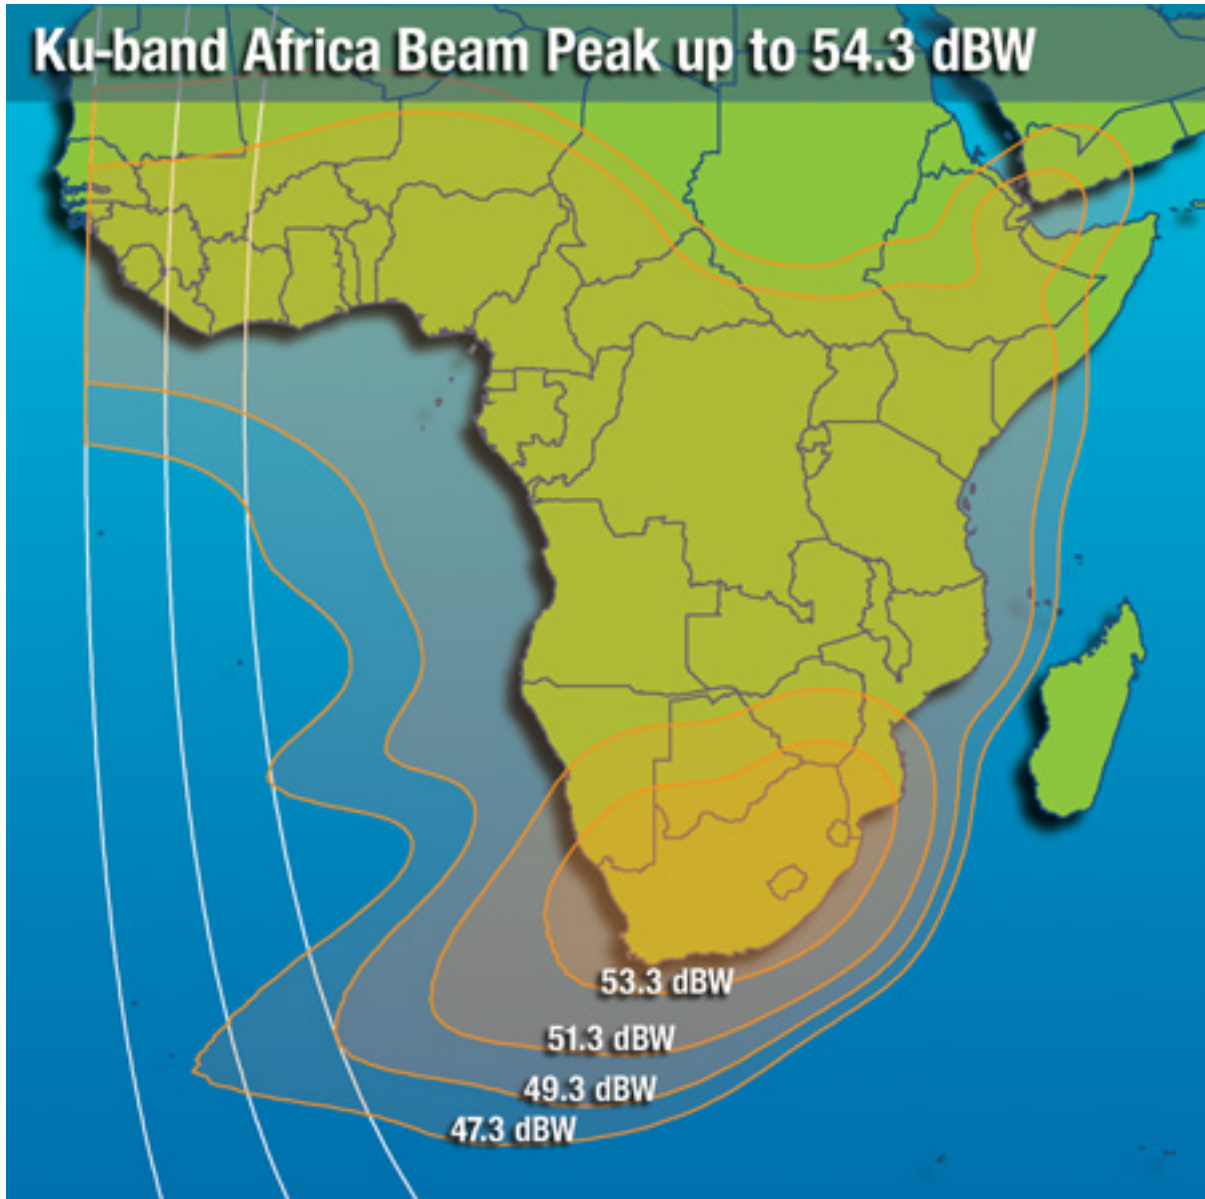 Ku-band Africa Beam Peak up to 54.3 dBW
53.3 dBW
51.3 dBW
49.3 dBW
47.3 dBW